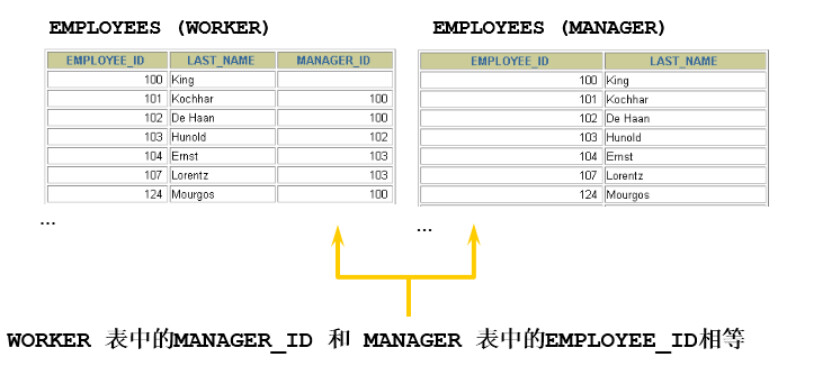 EMPLOYEES (WORKER)
EMPLOYEES (MANAGER)
EMPLOYEE_ID LAST_NAME MANAGER_ID
100 King
101 Kochhar 100
102 De Haan 100
103 Hunold 102
104 Ernst 103
107 Lorentz 103
124 Mourgos 100
...
EMPLOYEE_ID LAST_NAME
100 King
101 Kochhar
102 De Haan
103 Hunold
104 Ernst
107 Lorentz
124 Mourgos
...
WORKER 表中的MANAGER_ID 和 MANAGER 表中的EMPLOYEE_ID相等